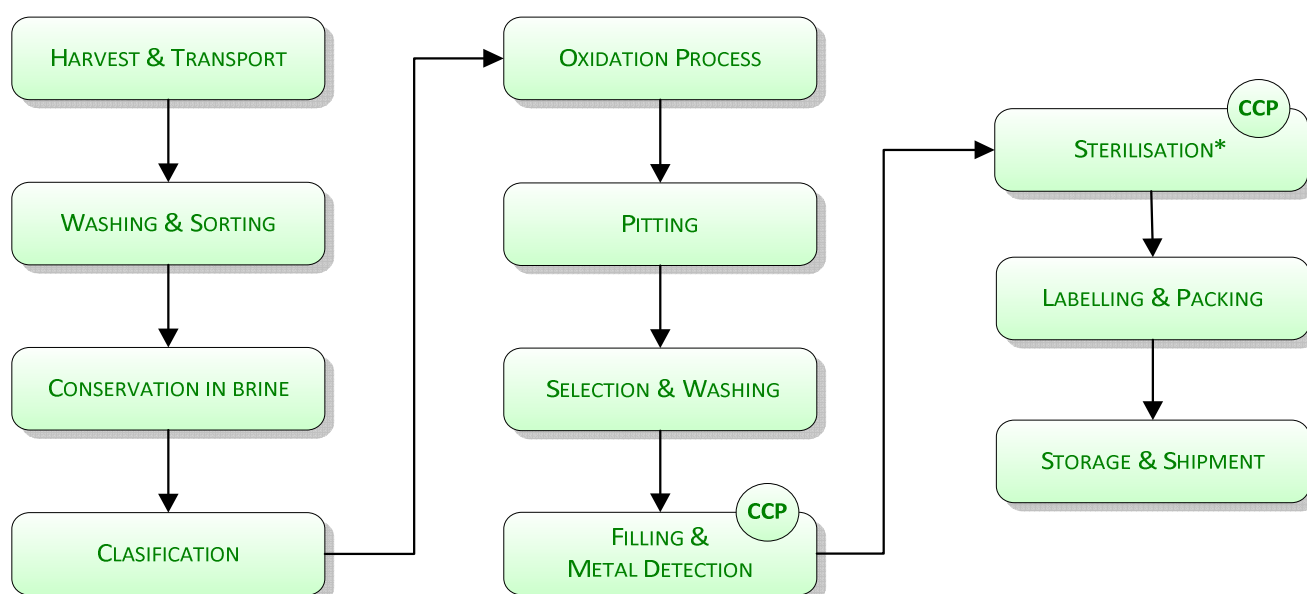 HARVEST & TRANSPORT
WASHING & SORTING
CONSERVATION IN BRINE
CLASIFICATION
OXIDATION PROCESS
PITTING
SELECTION & WASHING
CCP
FILLING &
METAL DETECTION
CCP
STERILISATION*
LABELLING & PACKING
STORAGE & SHIPMENT